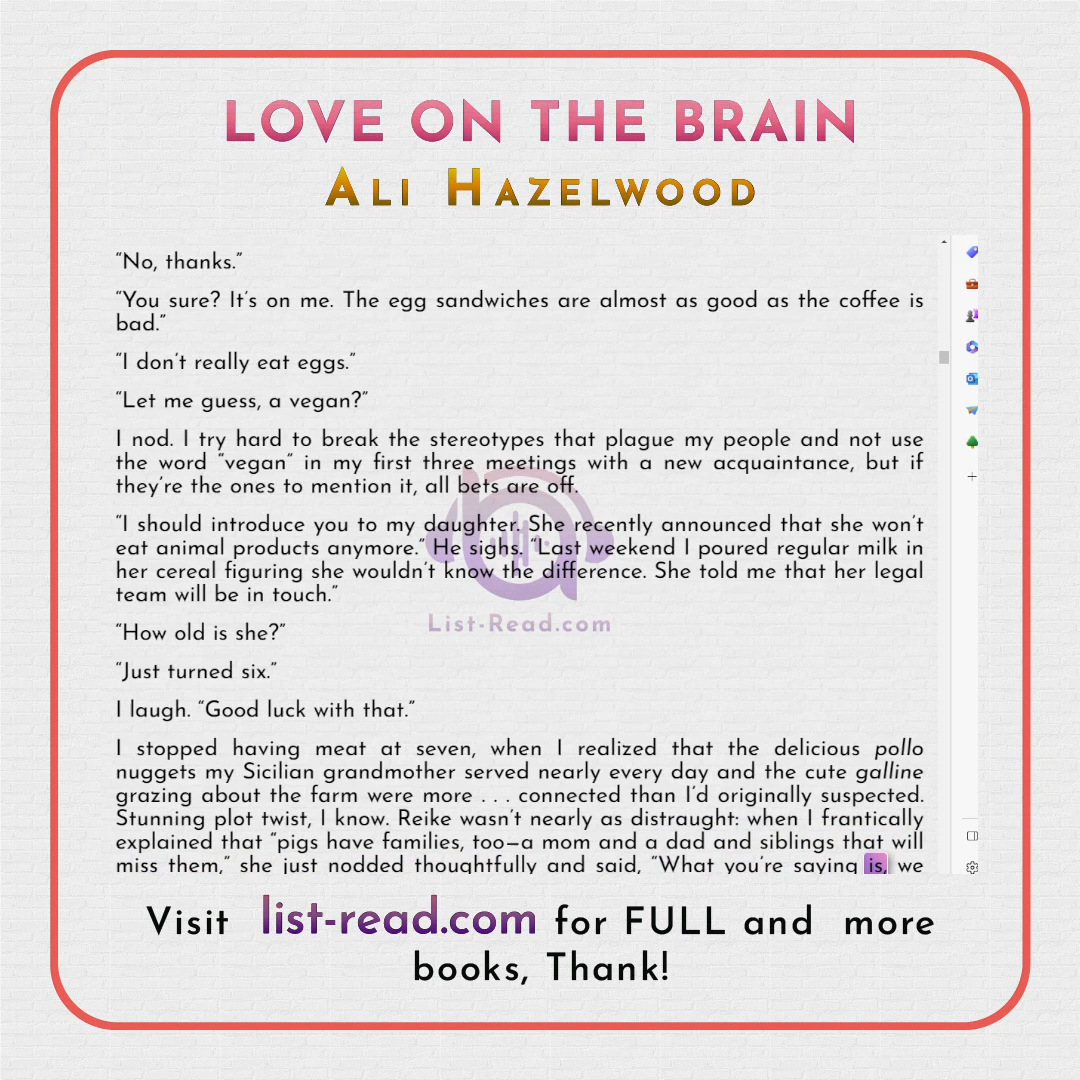 LOVE ON THE BRAIN
ALI HAZELWOOD
“No, thanks.”
“You sure? It’s on me. The egg sandwiches are almost as good as the coffee is
bad.”
“I don’t really eat eggs.”
“Let me guess, a vegan?”
I nod. I try hard to break the stereotypes that plague my people and not use
the word “vegan” in my first three meetings with a new acquaintance, but if
they’re the ones to mention it, all bets are off.
“I should introduce you to my daughter. She recently announced that she won’t
eat animal products anymore.” He sighs. “Last weekend I poured regular milk in
her cereal figuring she wouldn’t know the difference. She told me that her legal
team will be in touch.”
List-Read.com
“How old is she?”
“Just turned six.”
I laugh. “Good luck with that.”
I stopped having meat at seven, when I realized that the delicious pollo
nuggets my Sicilian grandmother served nearly every day and the cute galline
grazing about the farm were more . . . connected than I’d originally suspected.
Stunning plot twist, I know. Reike wasn’t nearly as distraught: when I frantically
explained that “pigs have families, too—a mom and a dad and siblings that will
miss them,” she just nodded thoughtfully and said, “What you’re saying is, we
Visit list-read.com for FULL and more
books, Thank!